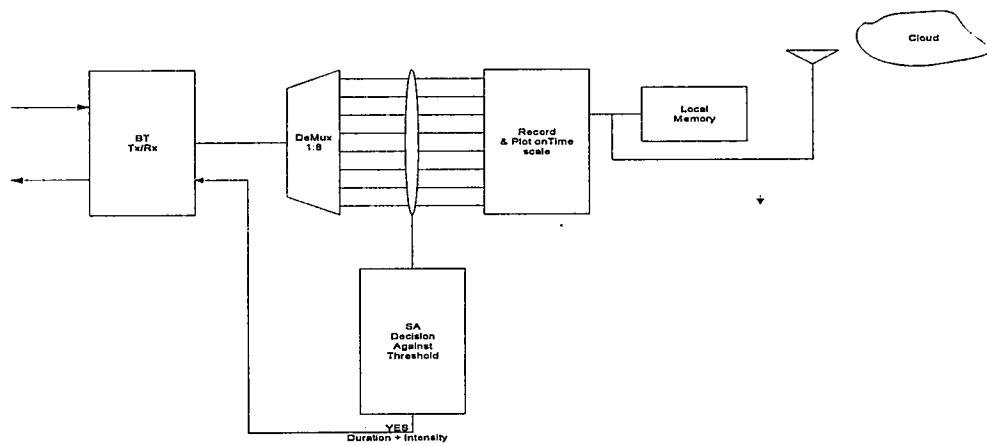 Cloud
BT
Tx/Rx
DeMux
1:8
Record
& Plot onTime
scale
Local
Memory
SA
Decision
Against
Threshold
YES
Duration + Intensity